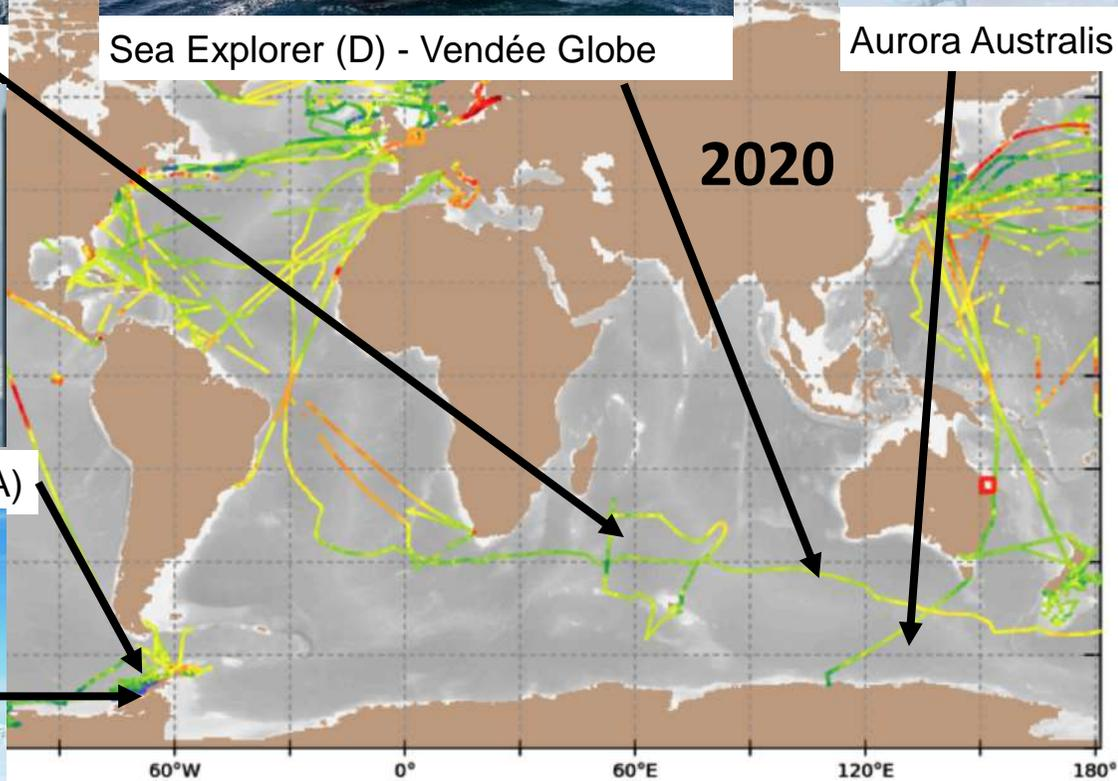 Sea Explorer (D) - Vendée Globe
Aurora Australis
2020
A)
60°W
0°
60°E
120°E
180°